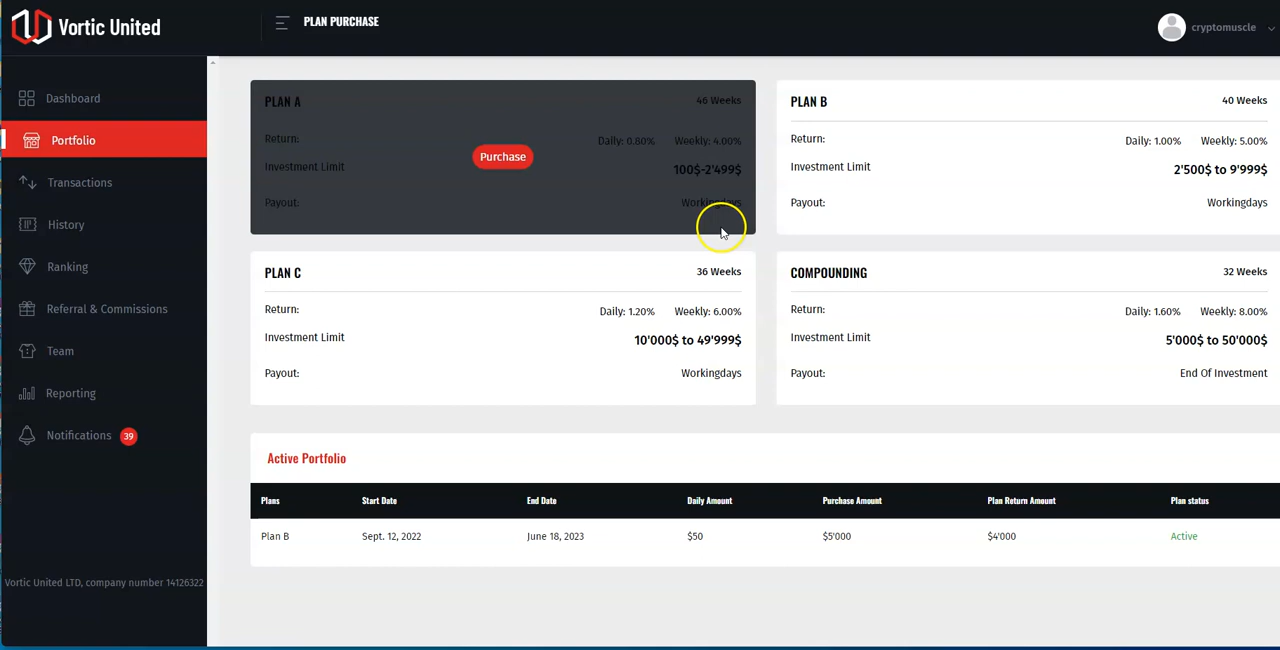 Vortic United
PLAN PURCHASE
cryptomuscle
Dashboard
Portfolio
Transactions
History
Ranking
Referral & Commissions
Team
Reporting
Notifications 39
Vortic United LTD, company number 14126322
PLAN A 46 Weeks
Return: Daily: 0.80% Weekly: 4.00%
Purchase
Investment Limit 100$-2'499$
Payout: Workingdays
PLAN B 40 Weeks
Return: Daily: 1.00% Weekly: 5.00%
Investment Limit 2'500$ to 9'999$
Payout: Workingdays
PLAN C 36 Weeks
Return: Daily: 1.20% Weekly: 6.00%
Investment Limit 10'000$ to 49'999$
Payout: Workingdays
COMPOUNDING 32 Weeks
Return: Daily: 1.60% Weekly: 8.00%
Investment Limit 5'000$ to 50'000$
Payout: End Of Investment
Active Portfolio
Plans Start Date End Date Daily Amount Purchase Amount Plan Return Amount Plan status
Plan B Sept. 12, 2022 June 18, 2023 $50 $5'000 $4'000 Active